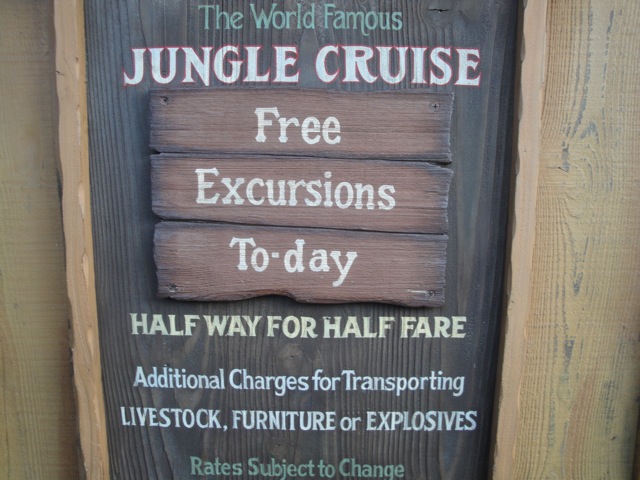 The World Famous
JUNGLE CRUISE
Free
Excursions
To-day
HALF WAY FOR HALF FARE
Additional Charges for Transporting
LIVESTOCK, FURNITURE or EXPLOSIVES
Rates Subject to Change